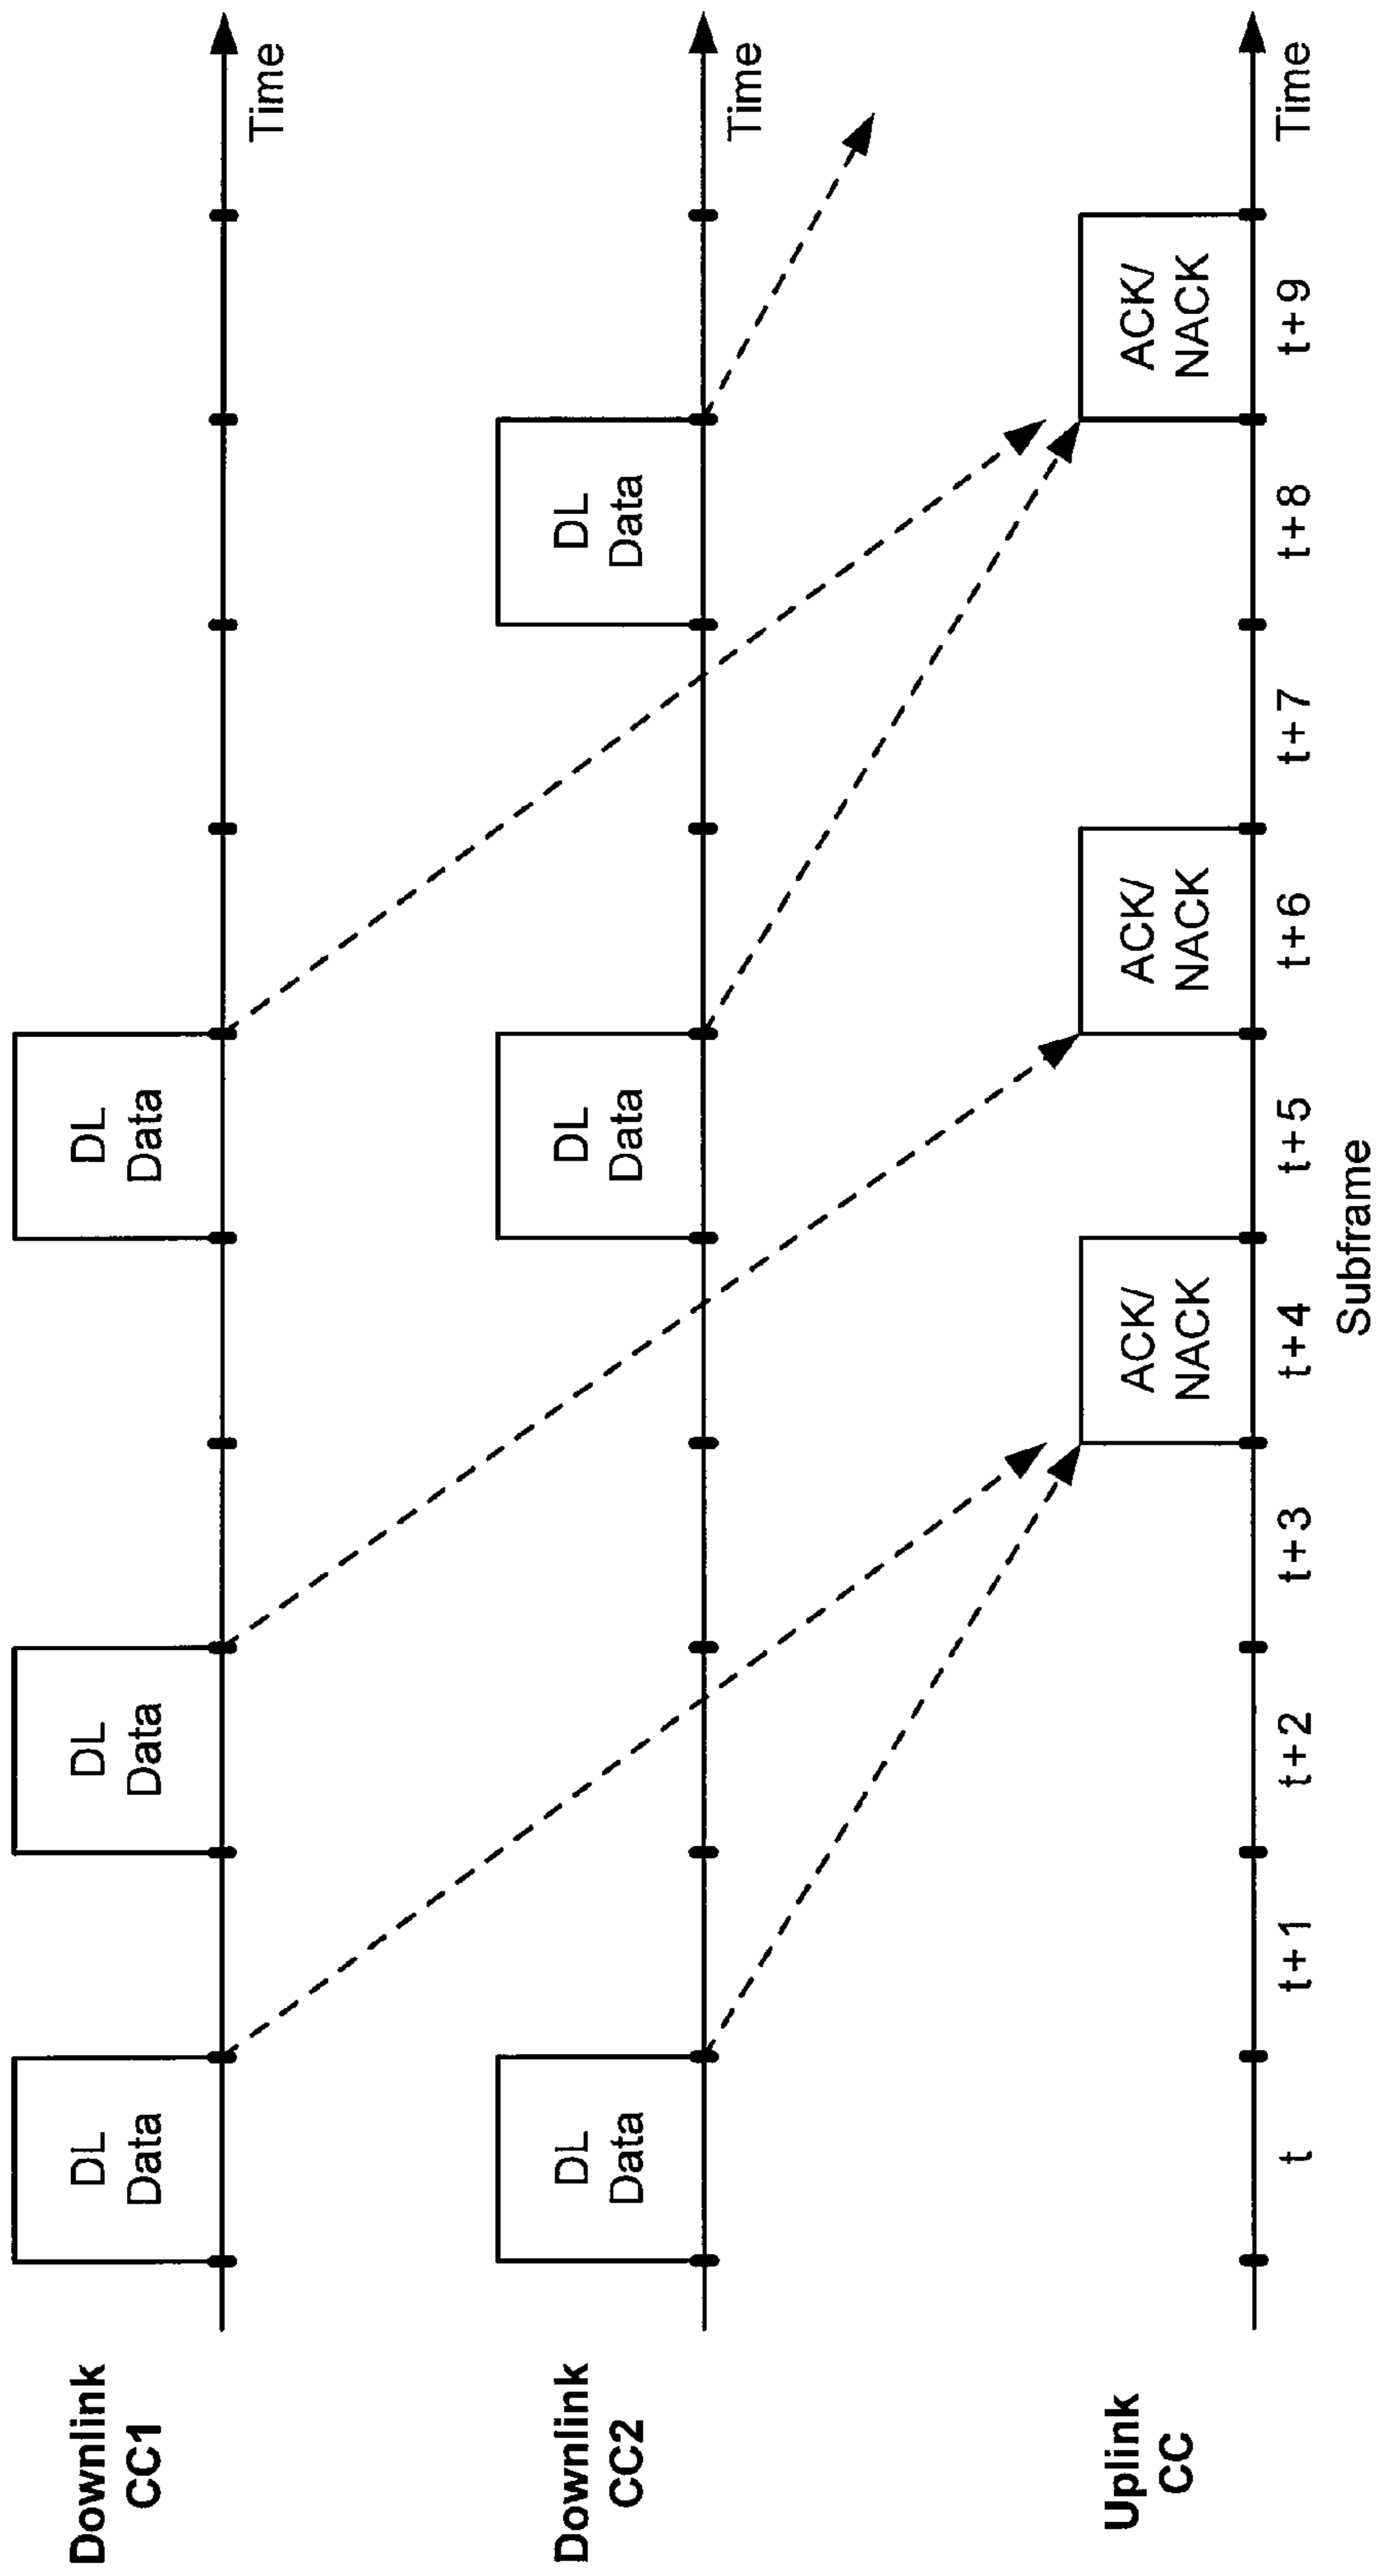 Downlink
CC1
DL
Data
DL
Data
DL
Data
Time
Downlink
CC2
DL
Data
DL
Data
DL
Data
Time
Uplink
CC
ACK/
NACK
ACK/
NACK
ACK/
NACK
t
t+1
t+2
t+3
t+4
t+5
t+6
t+7
t+8
t+9
Time
Subframe